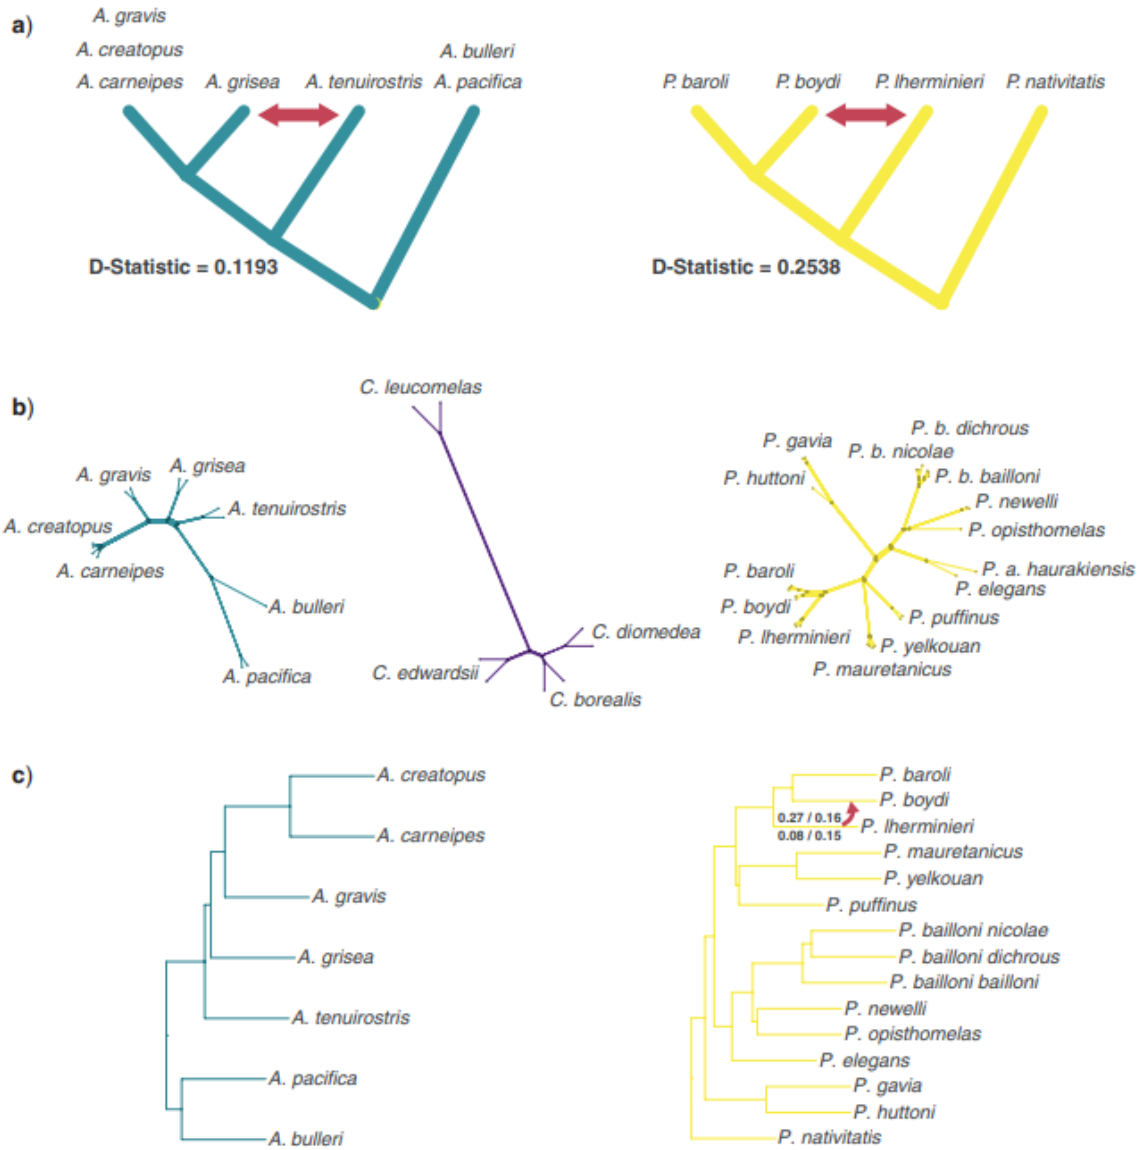 a)
A. gravis
A. creatopus
A. carneipes
A. grisea
A. tenuirostris
A. bulleri
A. pacifica
D-Statistic = 0.1193
P. baroli
P. boydi
P. lherminieri
P. nativitatis
D-Statistic = 0.2538
b)
A. gravis
A. grisea
A. creatopus
A. tenuirostris
A. carneipes
A. bulleri
A. pacifica
C. leucomelas
C. diomedea
C. edwardsii
C. borealis
P. b. dichrous
P. gavia
P. b. nicolae
P. huttoni
P. b. bailloni
P. newelli
P. opisthomelas
P. baroli
P. a. haurakiensis
P. elegans
P. boydi
P. puffinus
P. lherminieri
P. yelkouan
P. mauretanicus
c)
A. creatopus
A. carneipes
A. gravis
A. grisea
A. tenuirostris
A. pacifica
A. bulleri
P. baroli
P. boydi
0.27 / 0.16
P. lherminieri
0.08 / 0.15
P. mauretanicus
P. yelkouan
P. puffinus
P. bailloni nicolae
P. bailloni dichrous
P. bailloni bailloni
P. newelli
P. opisthomelas
P. elegans
P. gavia
P. huttoni
P. nativitatis